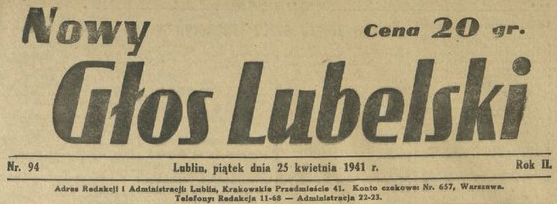 Nowy
Cena 20 gr.
Głos Lubelski
Nr. 94 Lublin, piątek dnia 25 kwietnia 1941 r. Rok II.
Adres Redakcji i Administracji: Lublin, Krakowskie Przedmieście 41. Konto czekowe: Nr. 657, Warszawa.
Telefony: Redakcja 11-68 — Administracja 22-23.